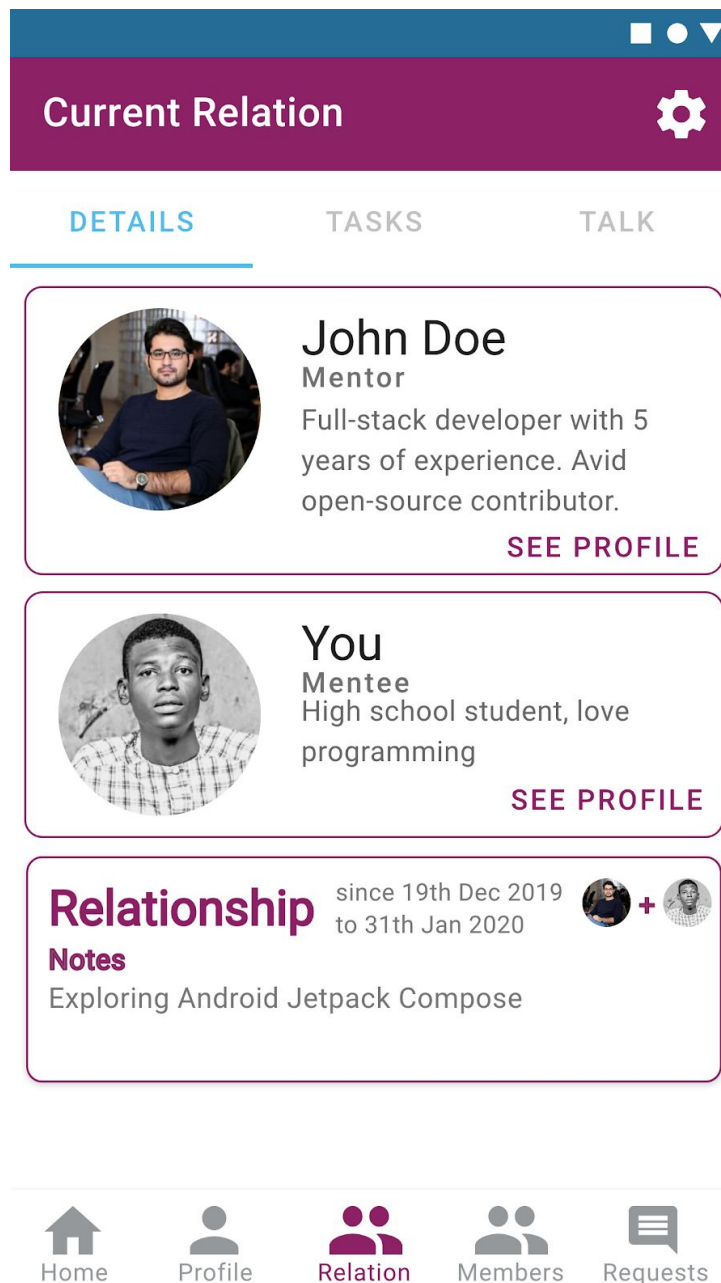 Current Relation
DETAILS TASKS TALK
John Doe
Mentor
Full-stack developer with 5
years of experience. Avid
open-source contributor.
SEE PROFILE
You
Mentee
High school student, love
programming
SEE PROFILE
Relationship
since 19th Dec 2019
to 31th Jan 2020
+
Notes
Exploring Android Jetpack Compose
Home Profile Relation Members Requests